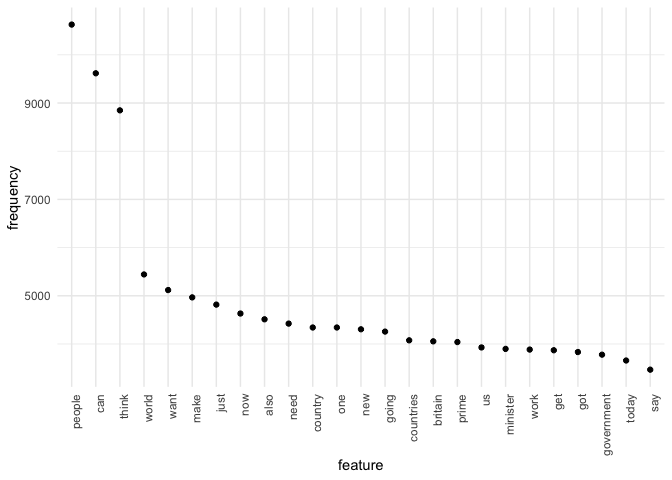 frequency
9000
7000
5000
people
can
think
world
want
make
just
now
also
need
country
one
new
going
countries
britain
prime
us
minister
work
get
got
government
today
say
feature